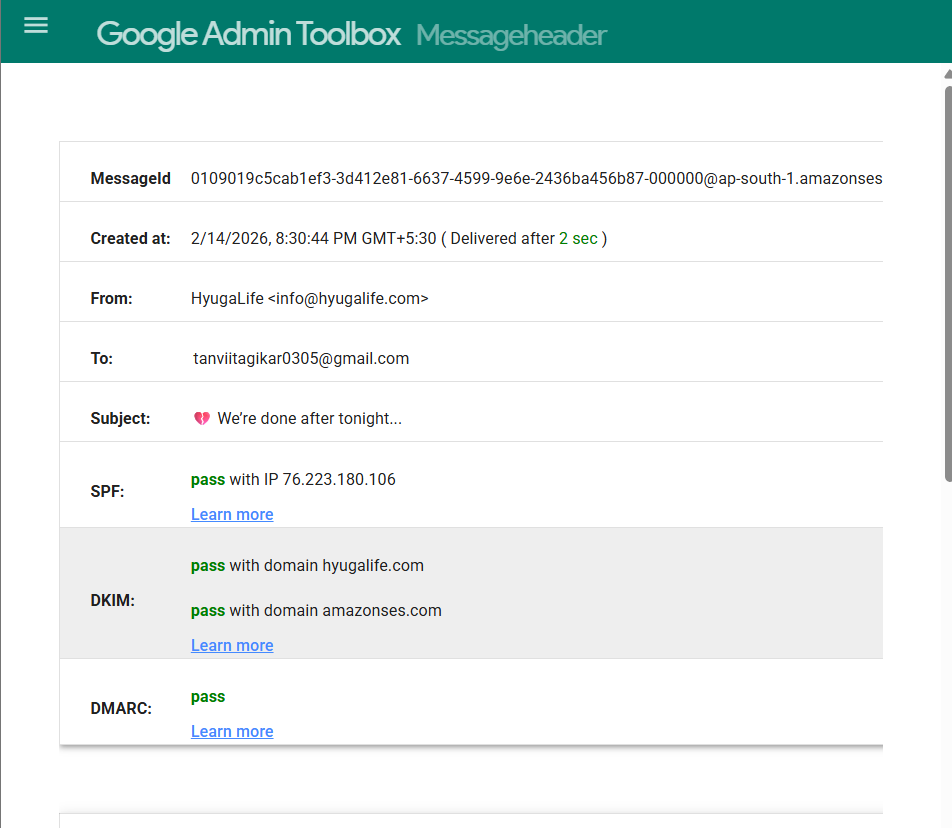 Google Admin Toolbox Messageheader
MessageId 0109019c5cab1ef3-3d412e81-6637-4599-9e6e-2436ba456b87-000000@ap-south-1.amazonses
Created at: 2/14/2026, 8:30:44 PM GMT+5:30 ( Delivered after 2 sec )
From: HyugaLife <info@hyugalife.com>
To: tanviitagikar0305@gmail.com
Subject: 💔 We’re done after tonight...
SPF: pass with IP 76.223.180.106
Learn more
DKIM: pass with domain hyugalife.com
pass with domain amazonses.com
Learn more
DMARC: pass
Learn more